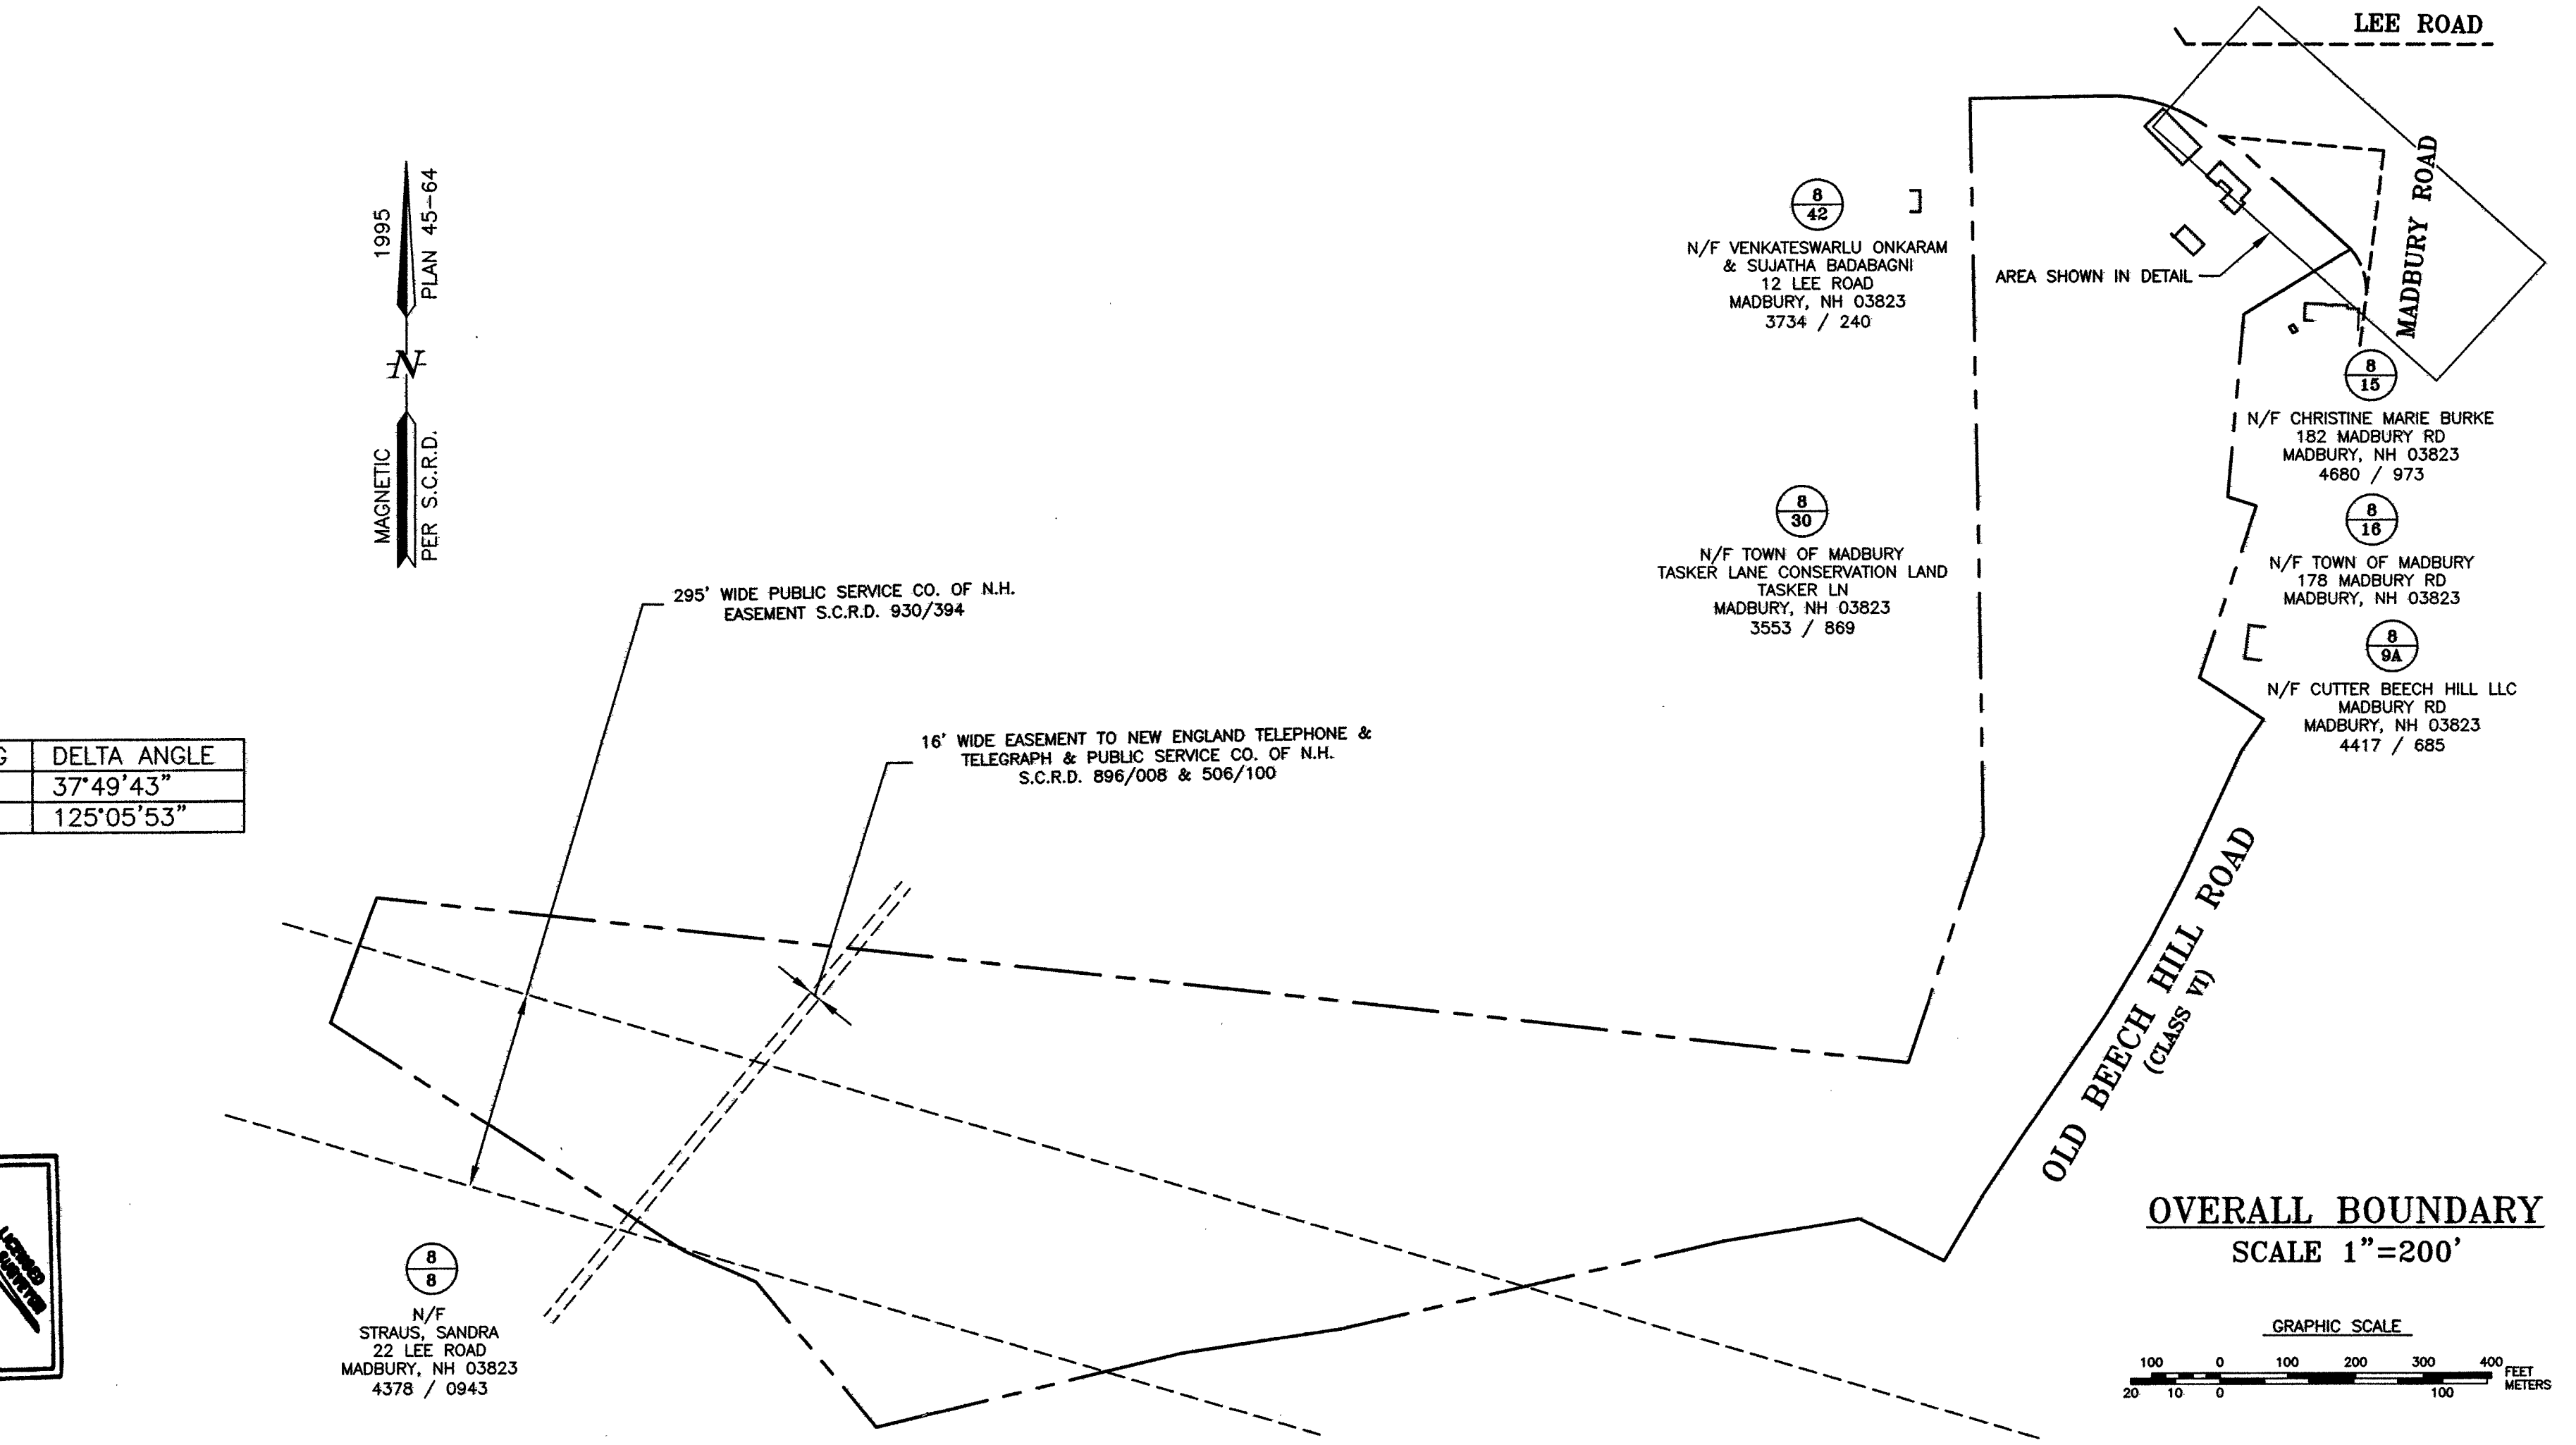 LEE ROAD
MADBURY ROAD
1995
PLAN 45-64
N
MAGNETIC
PER S.C.R.D.
8
42
N/F VENKATESWARLU ONKARAM
& SUJATHA BADABAGNI
12 LEE ROAD
MADBURY, NH 03823
3734 / 240
AREA SHOWN IN DETAIL
8
15
N/F CHRISTINE MARIE BURKE
182 MADBURY RD
MADBURY, NH 03823
4680 / 973
8
30
N/F TOWN OF MADBURY
TASKER LANE CONSERVATION LAND
TASKER LN
MADBURY, NH 03823
3553 / 869
8
16
N/F TOWN OF MADBURY
178 MADBURY RD
MADBURY, NH 03823
8
9A
N/F CUTTER BEECH HILL LLC
MADBURY RD
MADBURY, NH 03823
4417 / 685
295' WIDE PUBLIC SERVICE CO. OF N.H.
EASEMENT S.C.R.D. 930/394
16' WIDE EASEMENT TO NEW ENGLAND TELEPHONE &
TELEGRAPH & PUBLIC SERVICE CO. OF N.H.
S.C.R.D. 896/008 & 506/100
G DELTA ANGLE
37°49'43"
125°05'53"
OLD BEECH HILL ROAD
(CLASS VI)
LICENSED
SURVEYOR
8
8
N/F
STRAUS, SANDRA
22 LEE ROAD
MADBURY, NH 03823
4378 / 0943
OVERALL BOUNDARY
SCALE 1"=200'
GRAPHIC SCALE
100 0 100 200 300 400 FEET
20 10 0 100 METERS